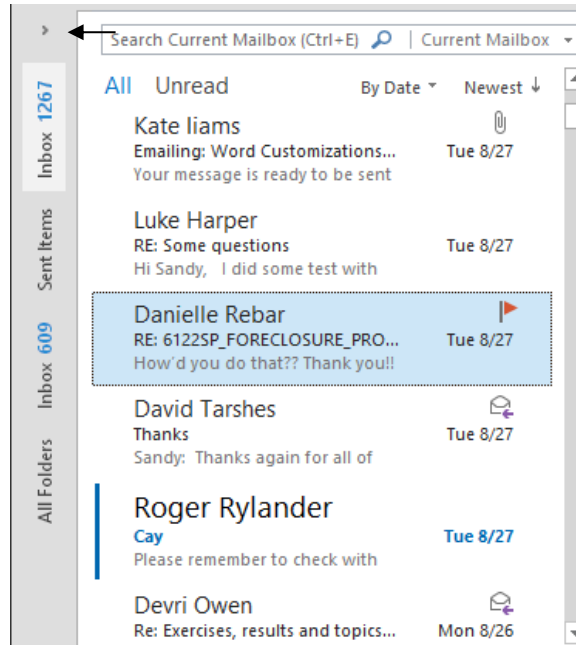 Search Current Mailbox (Ctrl+E) | Current Mailbox
All Unread By Date Newest
Inbox 1267
Sent Items
Inbox 609
All Folders
Kate Iiams
Emailing: Word Customizations... Tue 8/27
Your message is ready to be sent
Luke Harper
RE: Some questions Tue 8/27
Hi Sandy, I did some test with
Danielle Rebar
RE: 6122SP_FORECLOSURE_PRO... Tue 8/27
How'd you do that?? Thank you!!
David Tarshes
Thanks Tue 8/27
Sandy: Thanks again for all of
Roger Rylander
Cay Tue 8/27
Please remember to check with
Devri Owen
Re: Exercises, results and topics... Mon 8/26